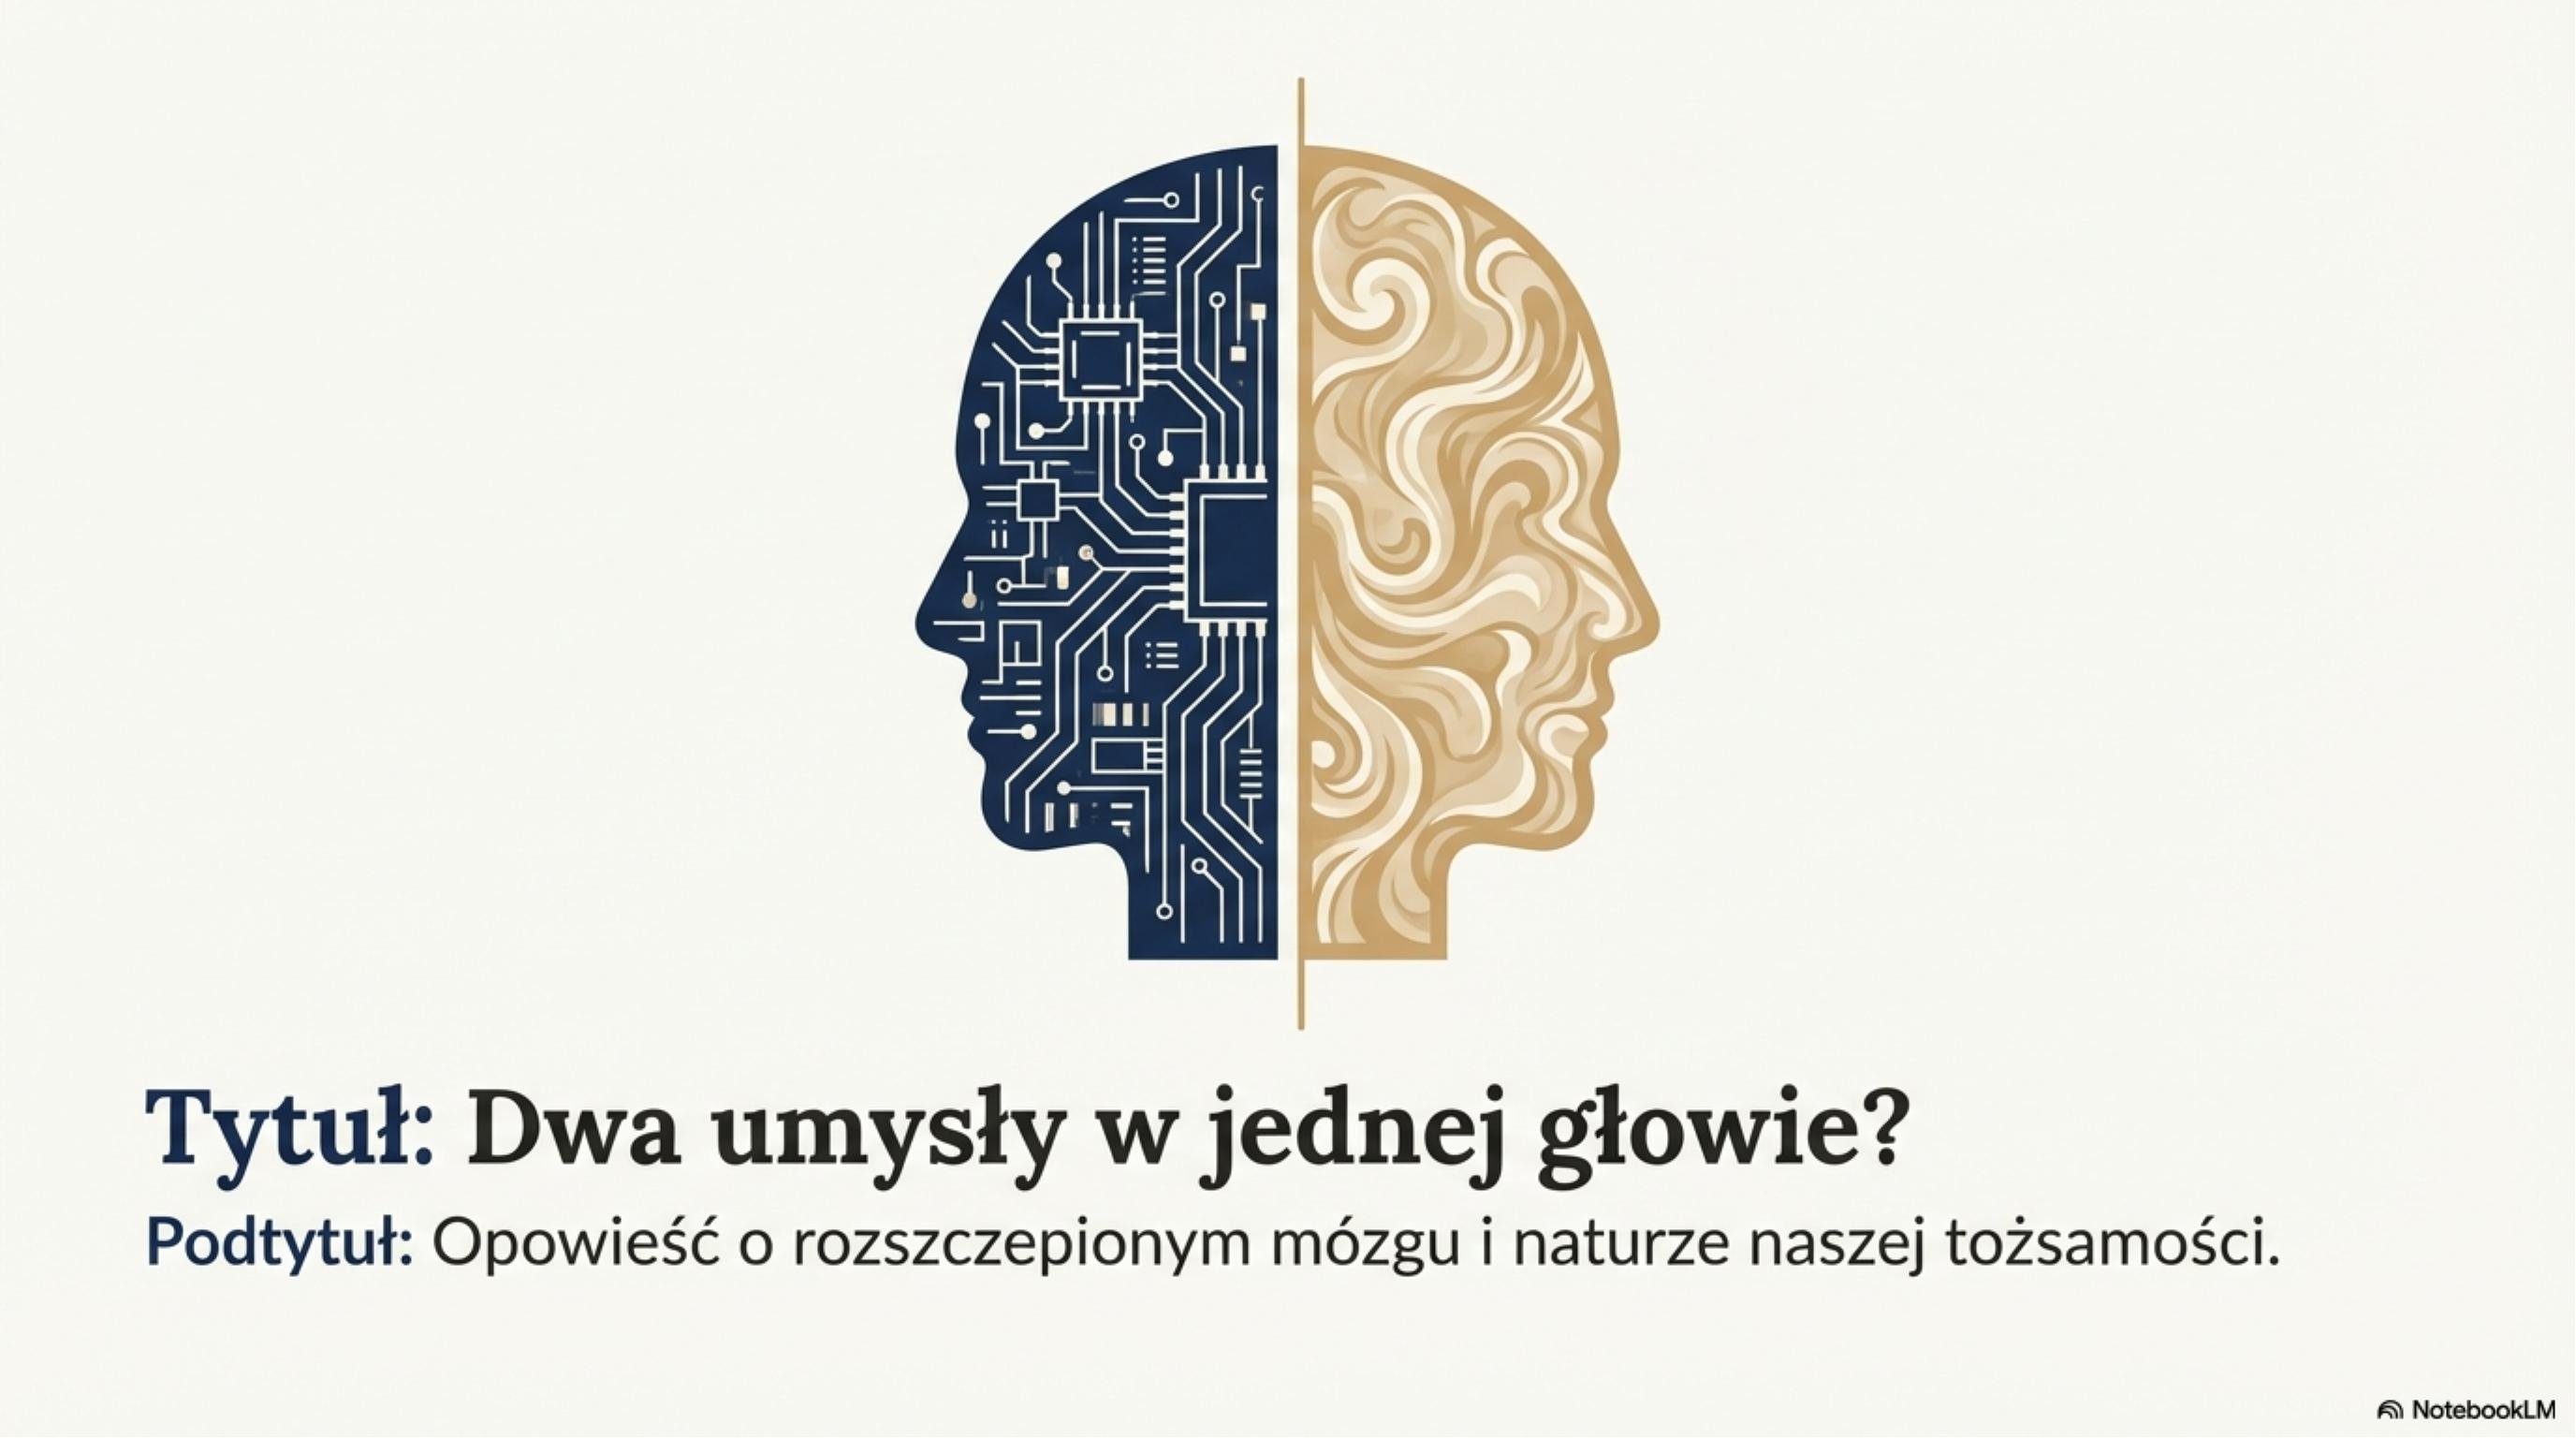 Tytuł: Dwa umysły w jednej głowie?
Podtytuł: Opowieść o rozszczepionym mózgu i naturze naszej tożsamości.
NotebookLM